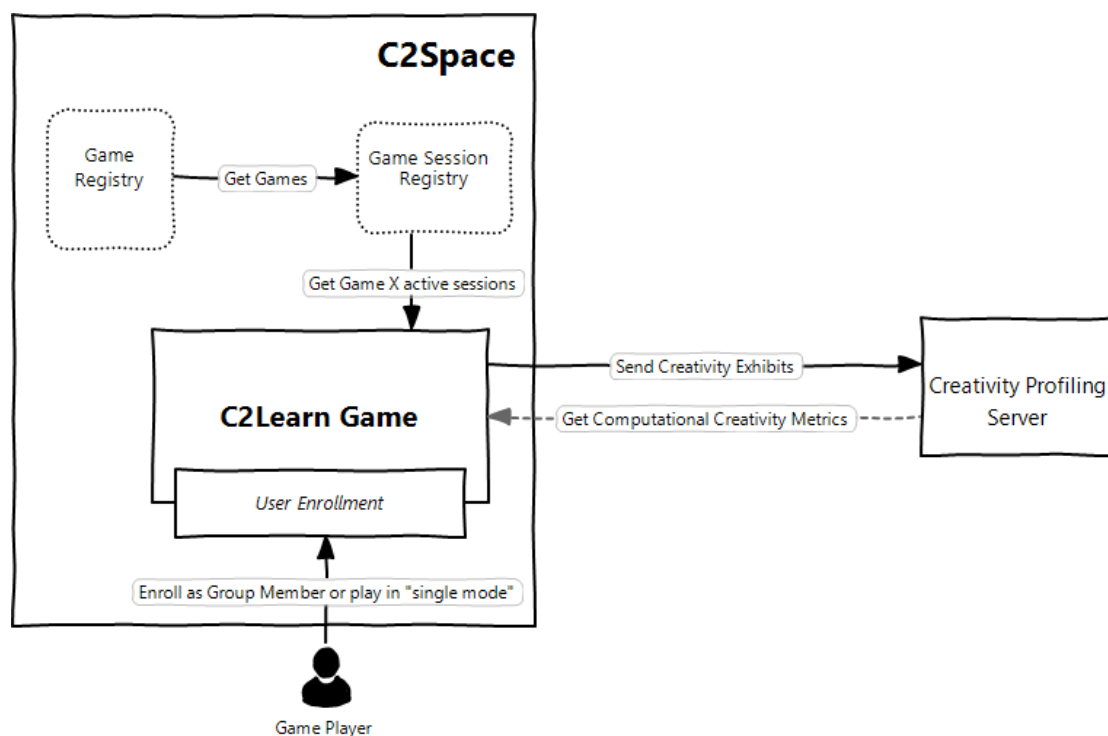 C2Space
Game
Registry
Get Games
Game Session
Registry
Get Game X active sessions
C2Learn Game
User Enrollment
Send Creativity Exhibits
Get Computational Creativity Metrics
Creativity Profiling
Server
Enroll as Group Member or play in "single mode"
Game Player